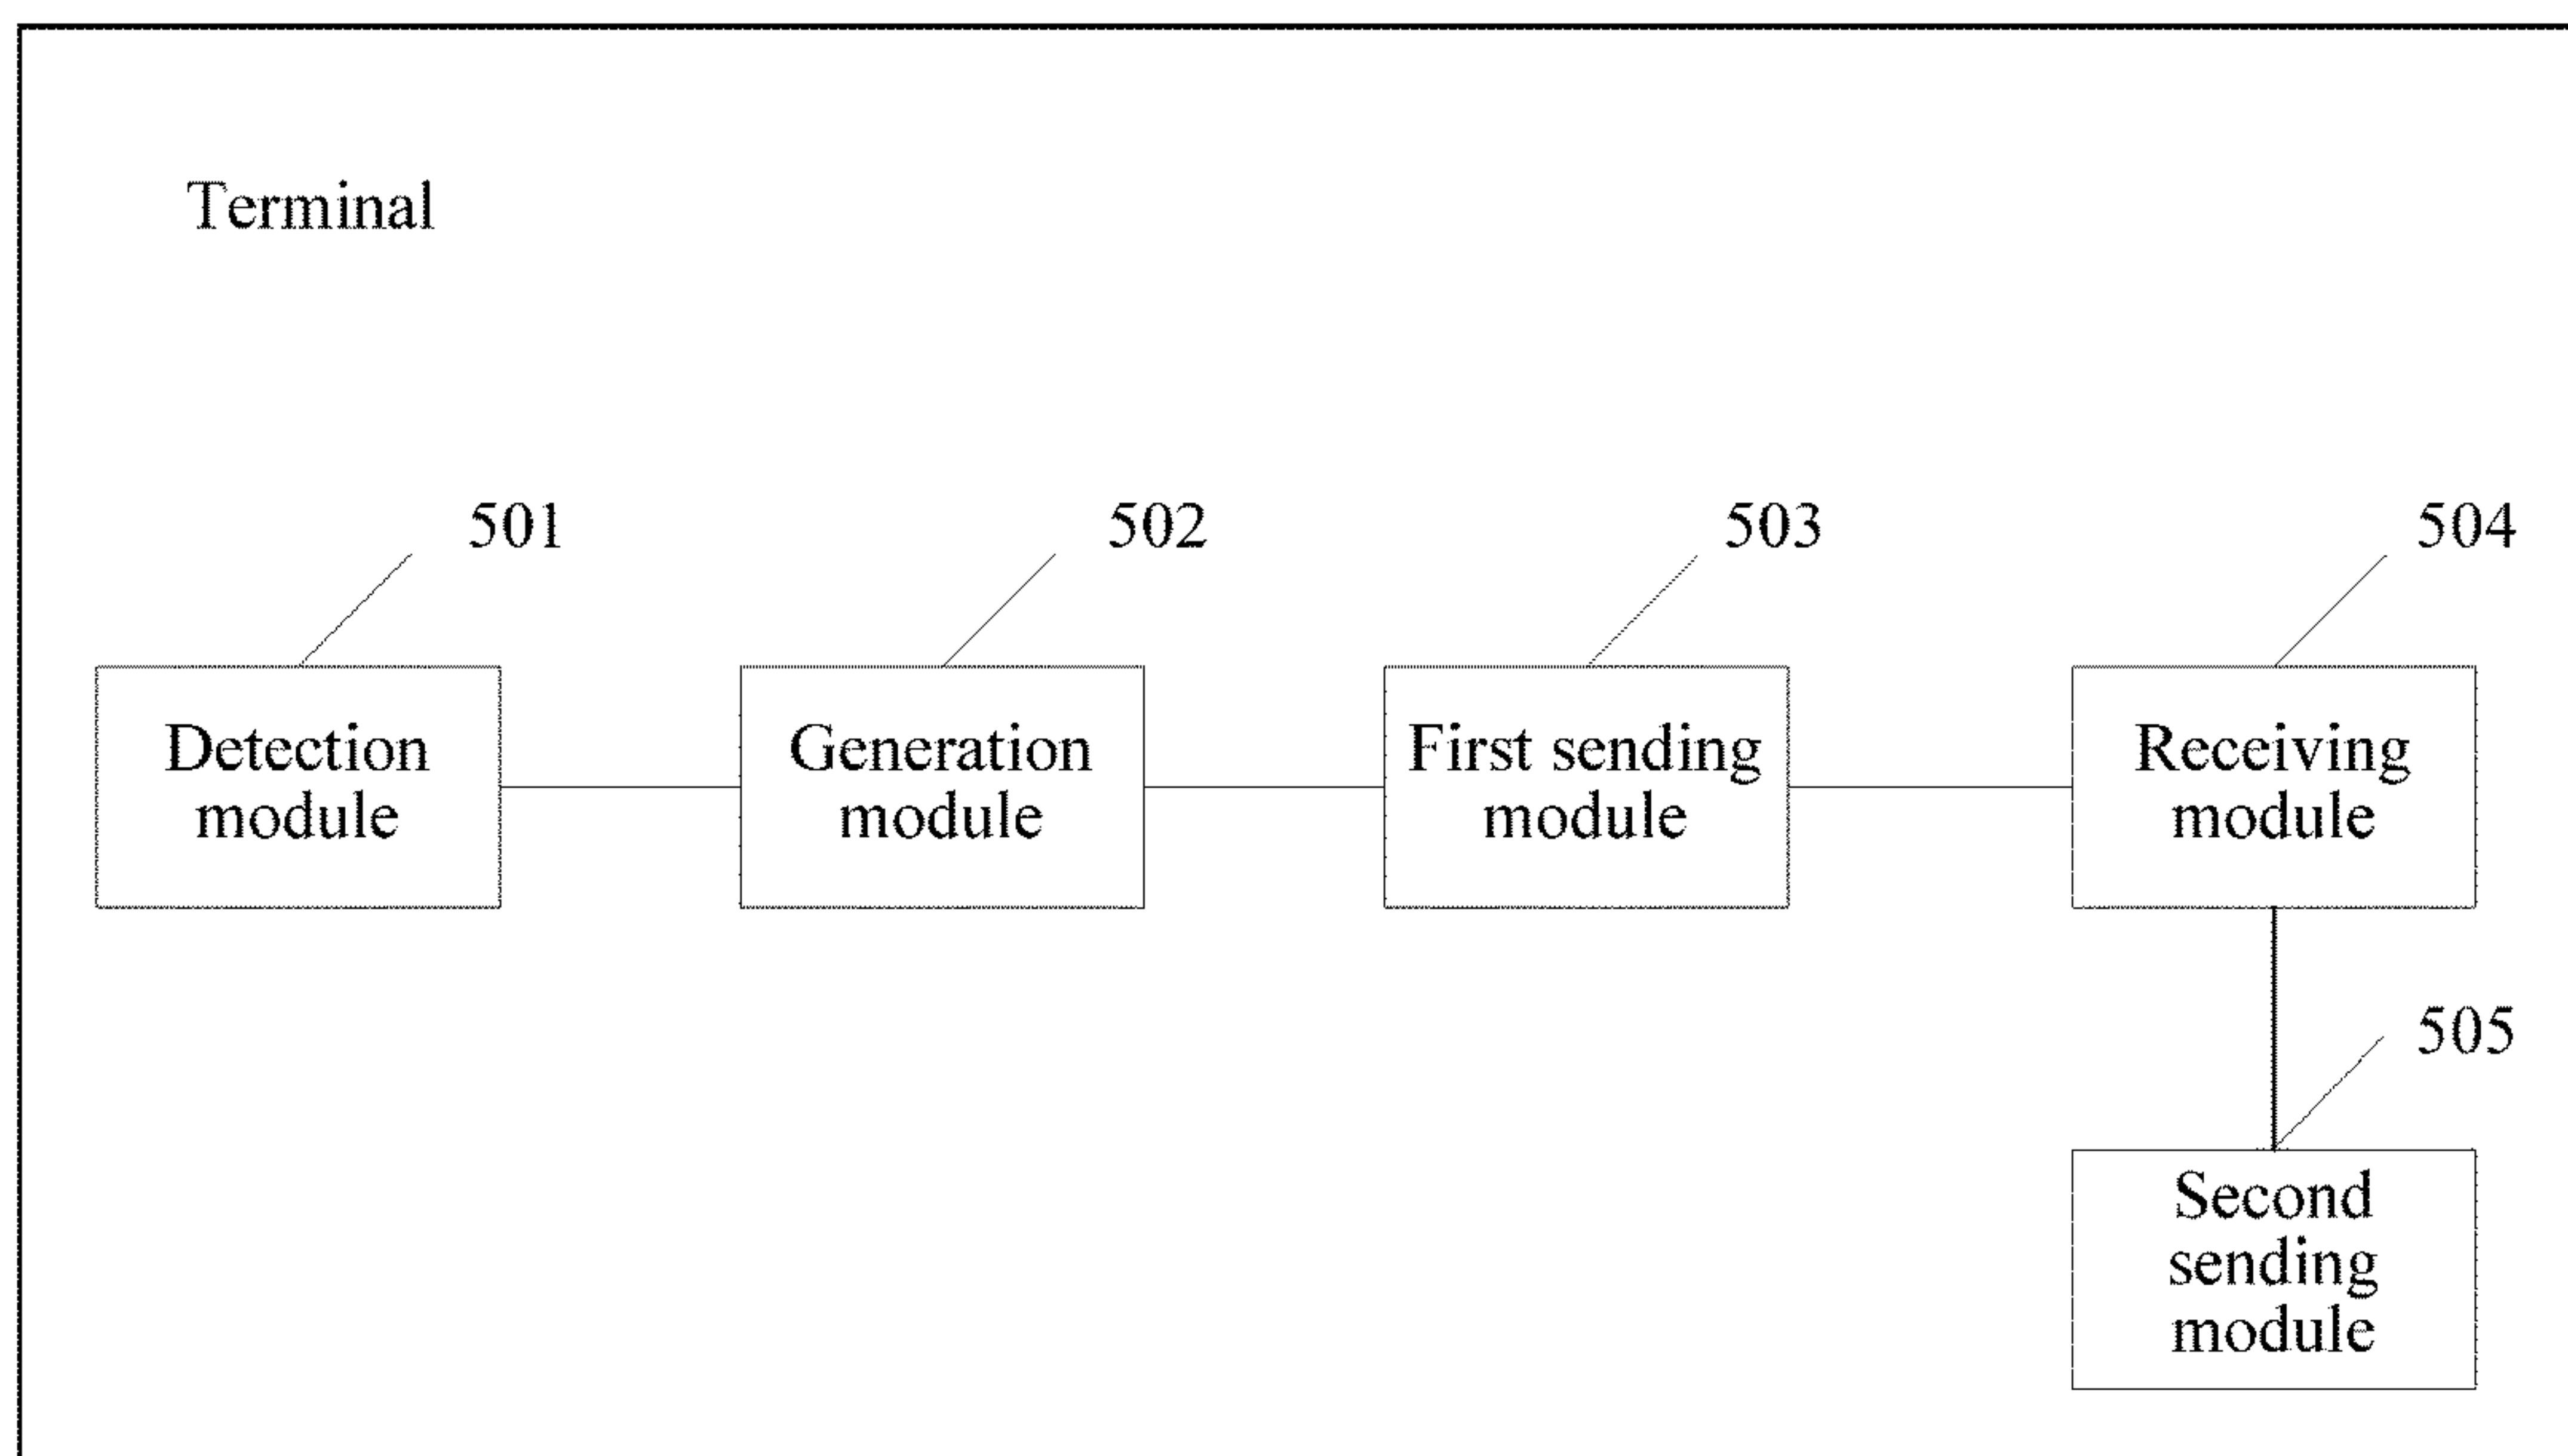 Terminal
501
502
503
504
Detection
module
Generation
module
First sending
module
Receiving
module
505
Second
sending
module